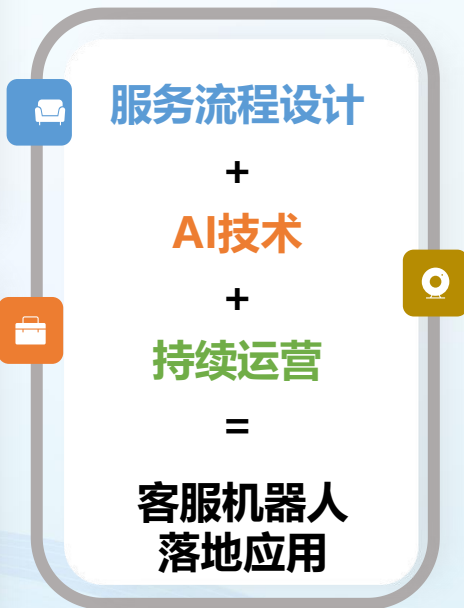 服务流程设计
+
AI技术
+
持续运营
=
客服机器人
落地应用